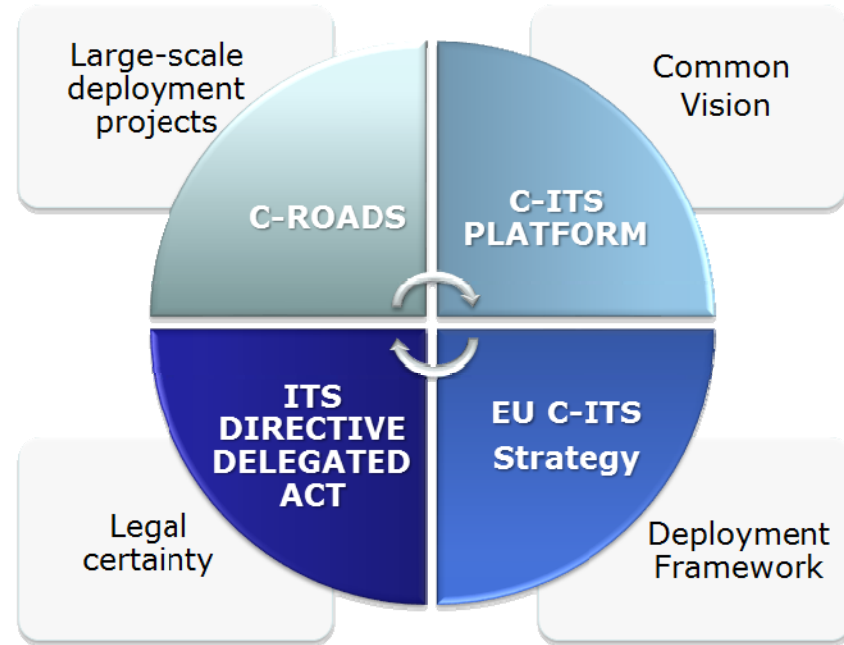 Large-scale
deployment
projects
Common
Vision
C-ROADS
C-ITS
PLATFORM
ITS
DIRECTIVE
DELEGATED
ACT
EU C-ITS
Strategy
Legal
certainty
Deployment
Framework